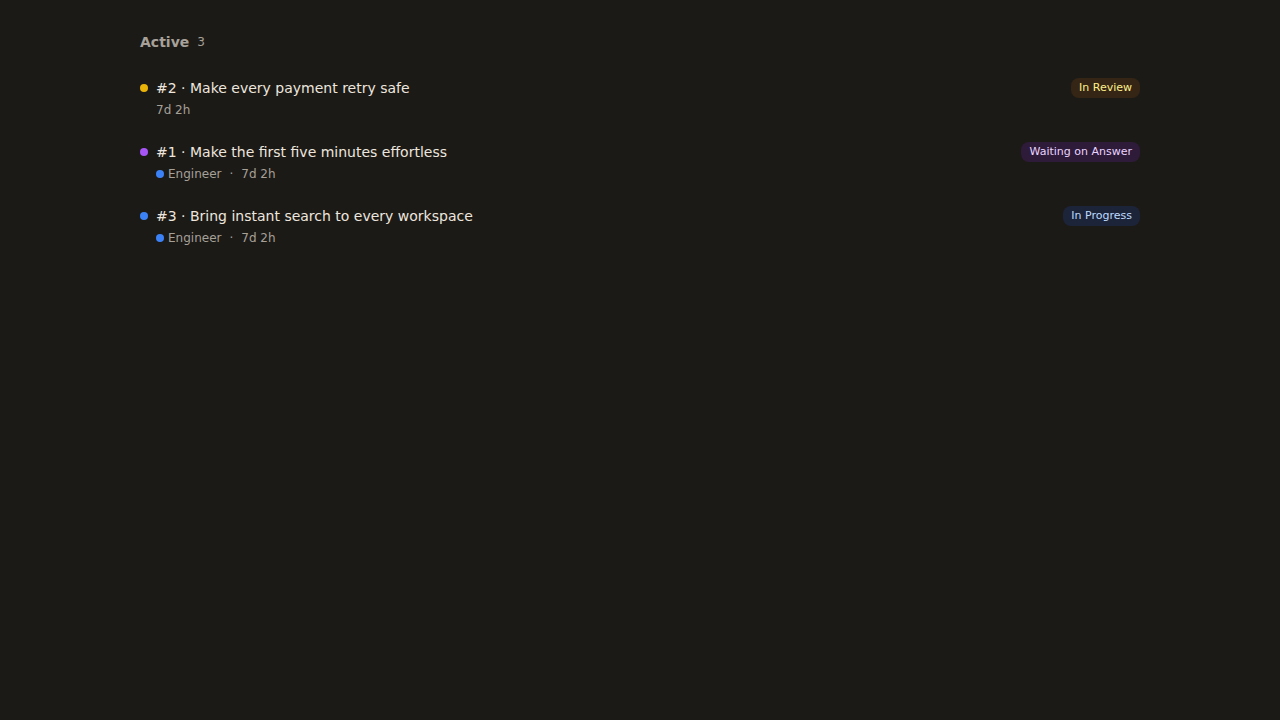 Active 3
#2 · Make every payment retry safe In Review
7d 2h
#1 · Make the first five minutes effortless Waiting on Answer
Engineer · 7d 2h
#3 · Bring instant search to every workspace In Progress
Engineer · 7d 2h